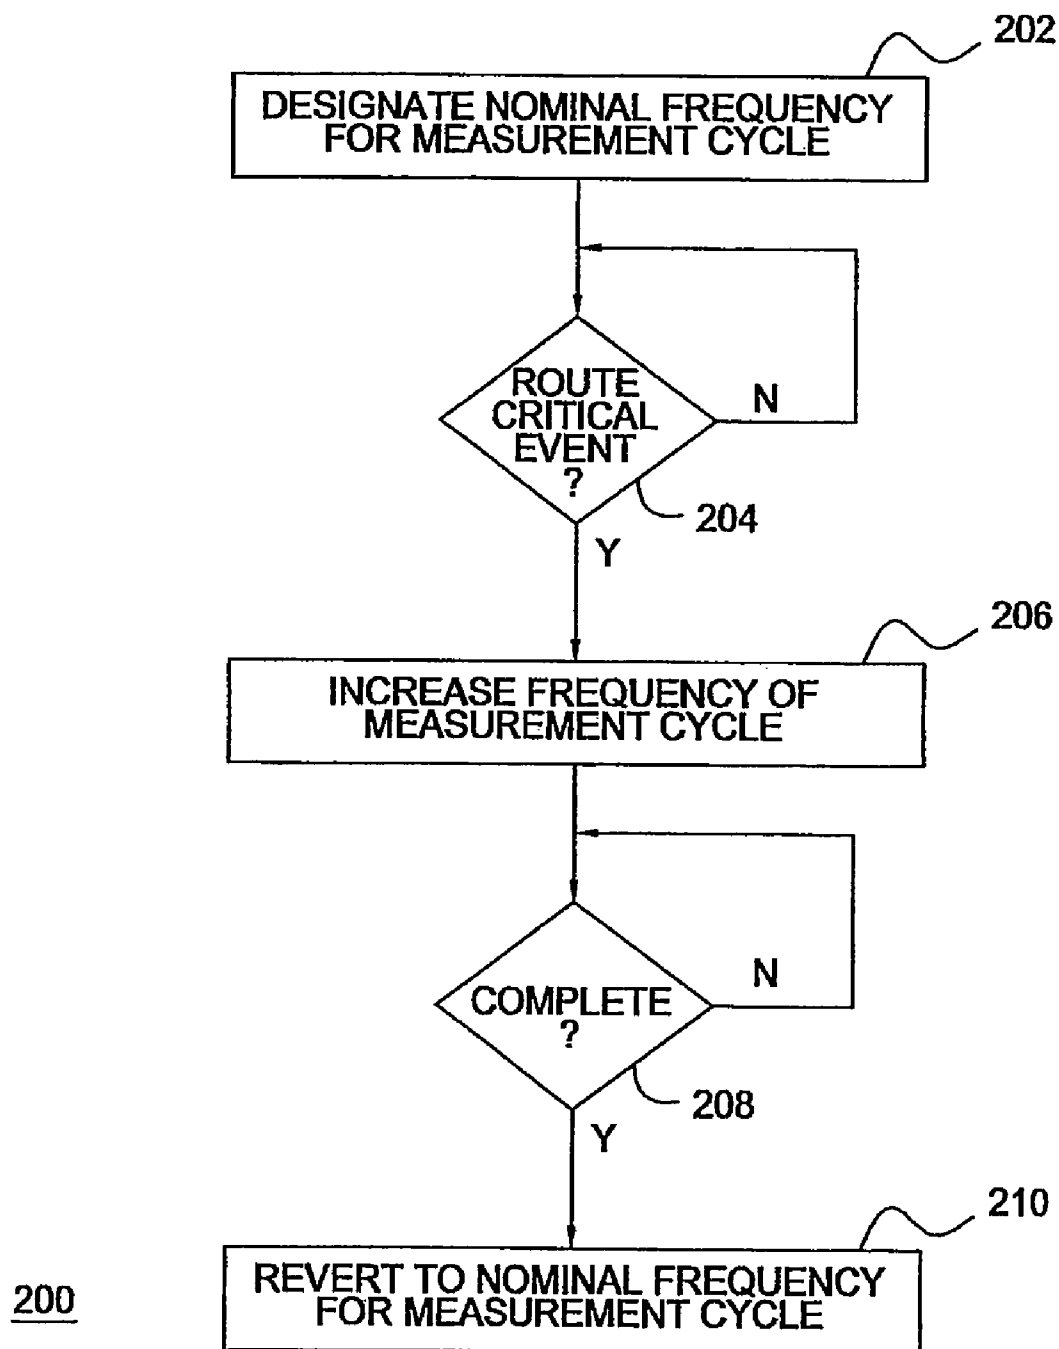 202
DESIGNATE NOMINAL FREQUENCY
FOR MEASUREMENT CYCLE
ROUTE
CRITICAL
EVENT
?
N
204
Y
206
INCREASE FREQUENCY OF
MEASUREMENT CYCLE
COMPLETE
?
N
208
Y
210
REVERT TO NOMINAL FREQUENCY
FOR MEASUREMENT CYCLE
200